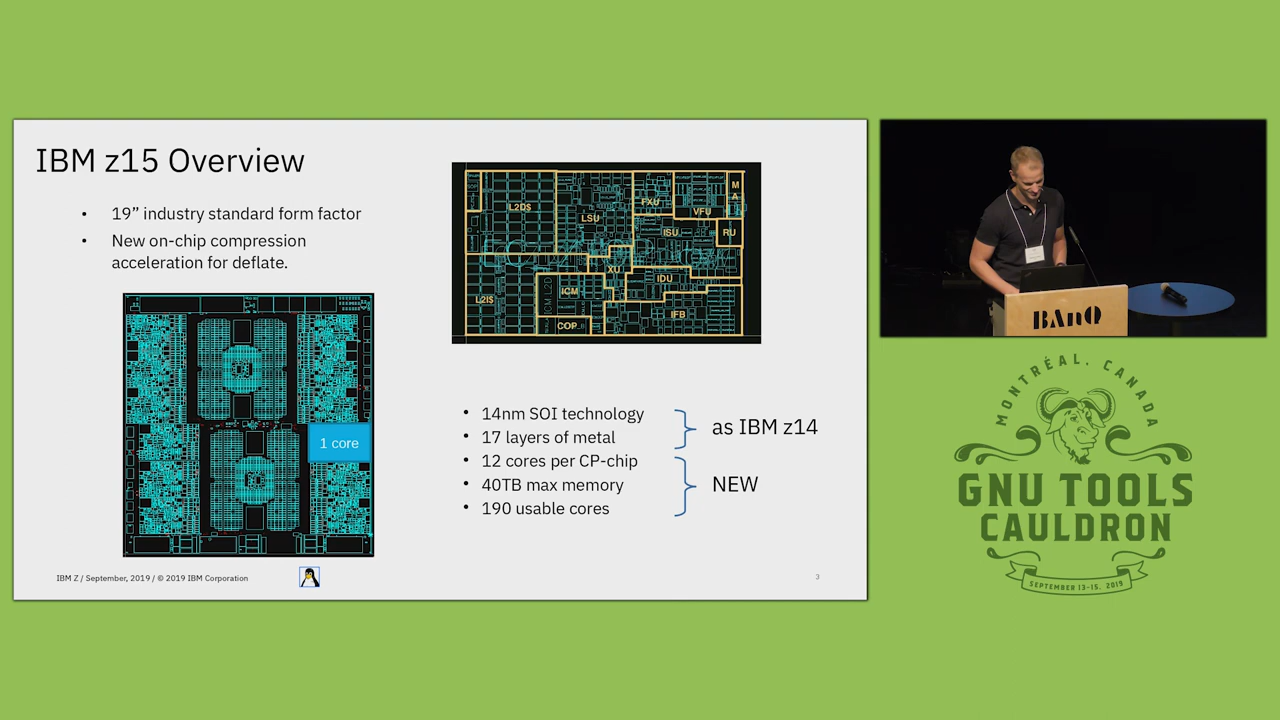 IBM z15 Overview
• 19” industry standard form factor
• New on-chip compression
acceleration for deflate.
1 core
L2D$
LSU
FXU
VFU
M
A
ISU
RU
XU
IDU
L2I$
ICM
ICM L2D
COP
IFB
• 14nm SOI technology
• 17 layers of metal
as IBM z14
• 12 cores per CP-chip
• 40TB max memory
• 190 usable cores
NEW
IBM Z / September, 2019 / © 2019 IBM Corporation
3
BAnQ
MONTRÉAL, CANADA
GNU TOOLS
CAULDRON
SEPTEMBER 13-15, 2019